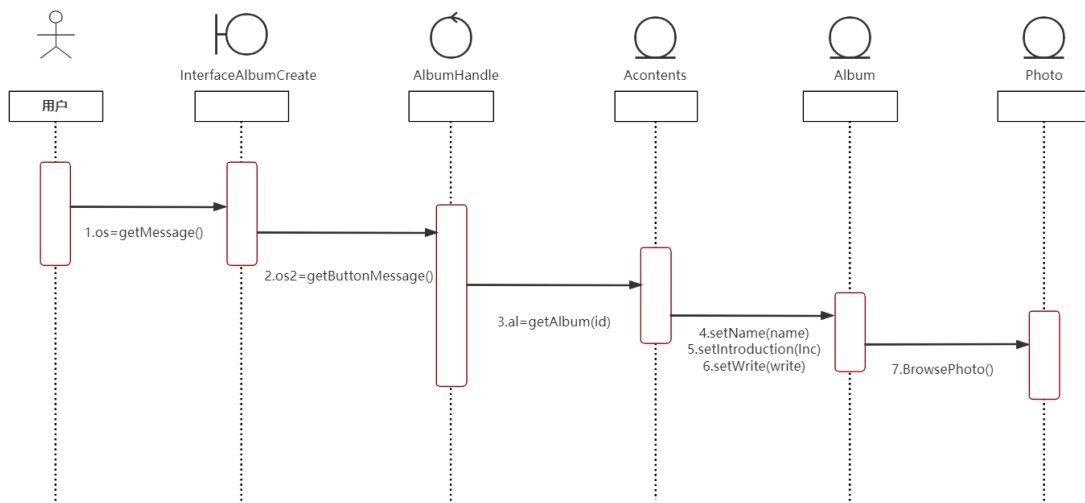 InterfaceAlbumCreate
AlbumHandle
Acontents
Album
Photo
用户
1.os=getMessage()
2.os2=getButtonMessage()
3.al=getAlbum(id)
4.setName(name)
5.setIntroduction(Inc)
6.setWrite(write)
7.BrowsePhoto()